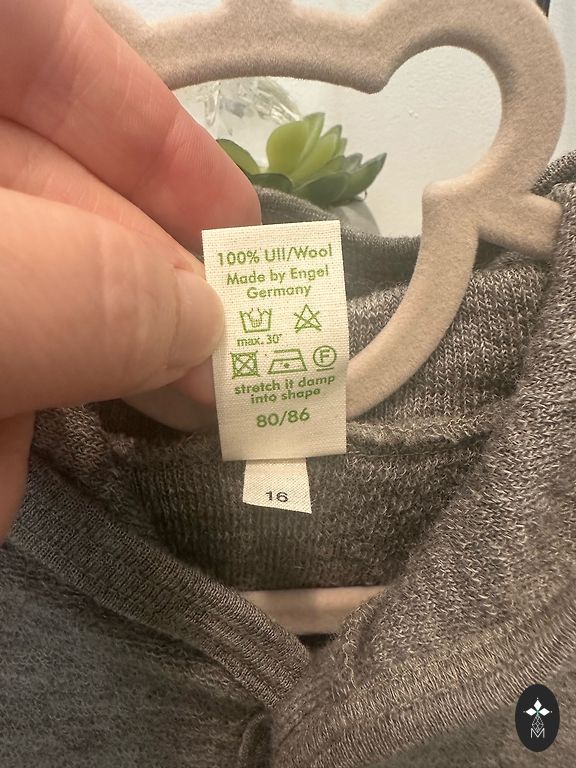 100% Ull/Wool
Made by Engel
Germany
max. 30°
F
stretch it damp
into shape
80/86
16
M